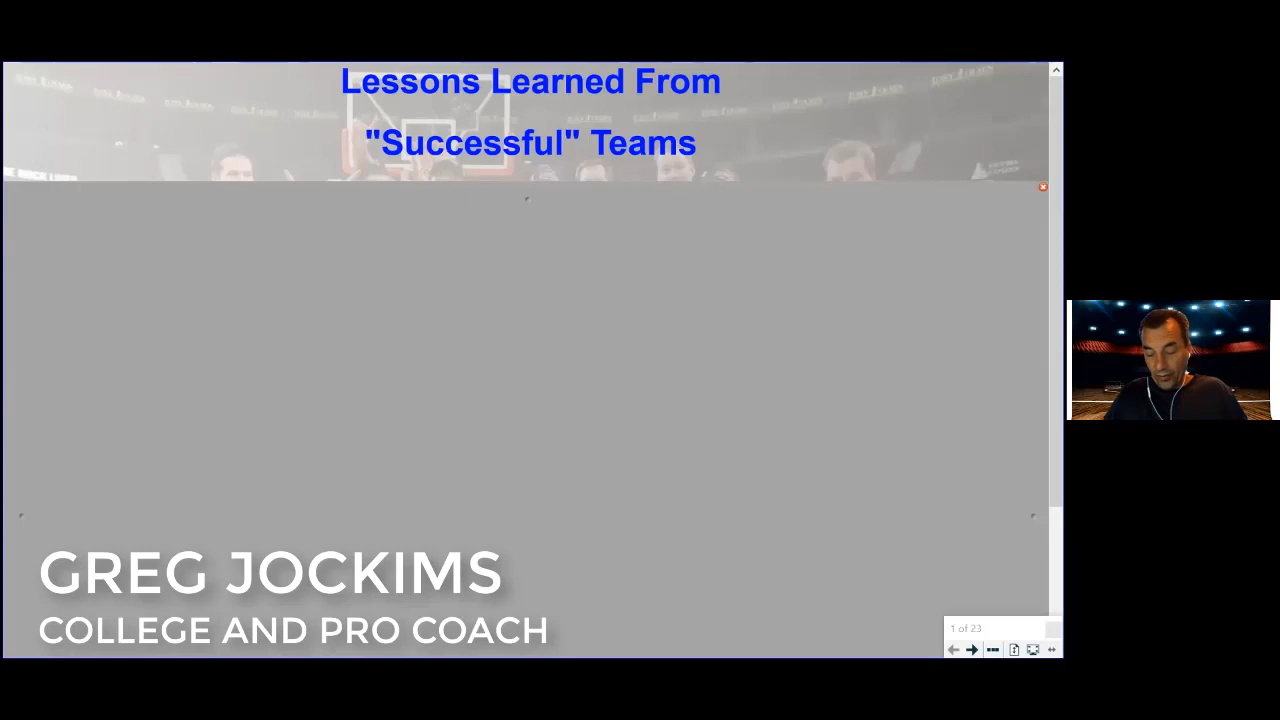 Lessons Learned From
"Successful" Teams
GREG JOCKIMS
COLLEGE AND PRO COACH
1 of 23